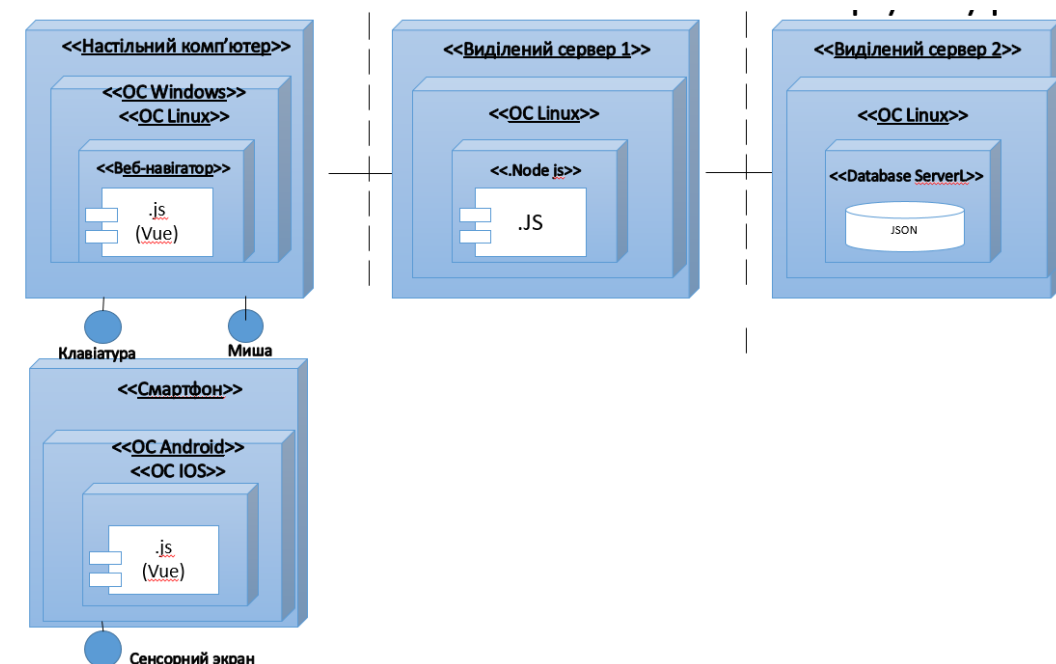 <<Настільний комп’ютер>>
<<ОС Windows>>
<<ОС Linux>>
<<Веб-навігатор>>
.js
(Vue)
Клавіатура
Миша
<<Виділений сервер 1>>
<<ОС Linux>>
<<.Node js>>
.JS
<<Виділений сервер 2>>
<<ОС Linux>>
<<Database ServerL>>
JSON
<<Смартфон>>
<<ОС Android>>
<<ОС IOS>>
.js
(Vue)
Сенсорний экран